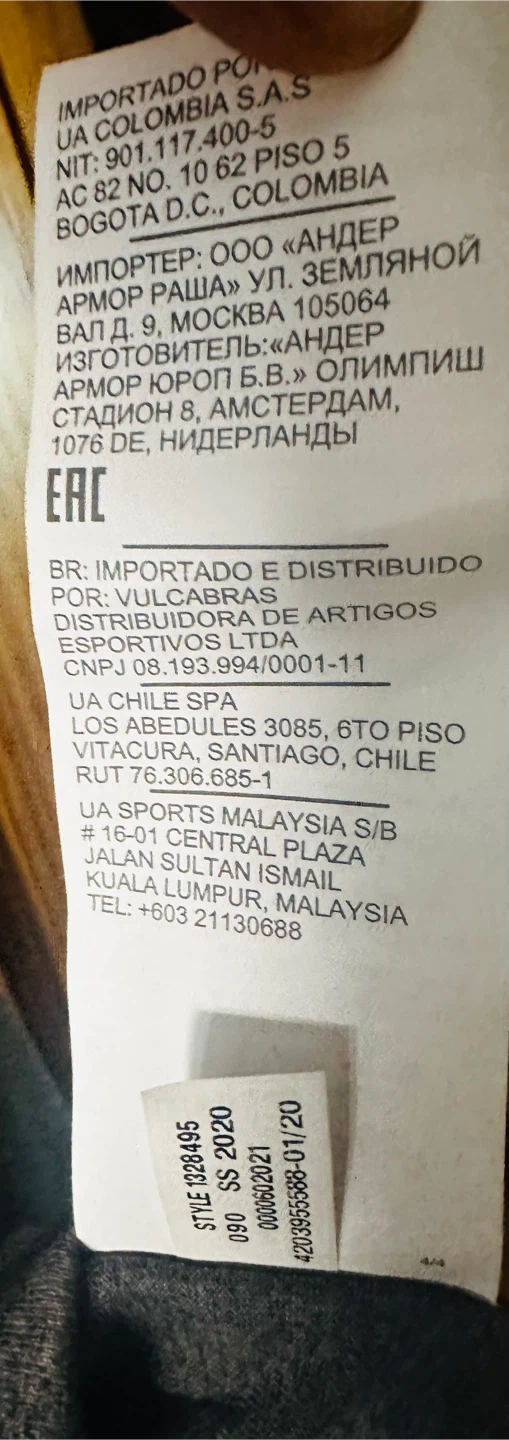 IMPORTADO POR
UA COLOMBIA S.A.S
NIT: 901.117.400-5
AC 82 NO. 10 62 PISO 5
BOGOTA D.C., COLOMBIA
ИМПОРТЕР: ООО «АНДЕР
АРМОР РАША» УЛ. ЗЕМЛЯНОЙ
ВАЛ Д. 9, МОСКВА 105064
ИЗГОТОВИТЕЛЬ:«АНДЕР
АРМОР ЮРОП Б.В.» ОЛИМПИШ
СТАДИОН 8, АМСТЕРДАМ,
1076 DE, НИДЕРЛАНДЫ
EAC
BR: IMPORTADO E DISTRIBUIDO
POR: VULCABRAS
DISTRIBUIDORA DE ARTIGOS
ESPORTIVOS LTDA
CNPJ 08.193.994/0001-11
UA CHILE SPA
LOS ABEDULES 3085, 6TO PISO
VITACURA, SANTIAGO, CHILE
RUT 76.306.685-1
UA SPORTS MALAYSIA S/B
# 16-01 CENTRAL PLAZA
JALAN SULTAN ISMAIL
KUALA LUMPUR, MALAYSIA
TEL: +603 21130688
STYLE 1328495
090 SS 2020
0000602021
4203955588-01/20
4/4